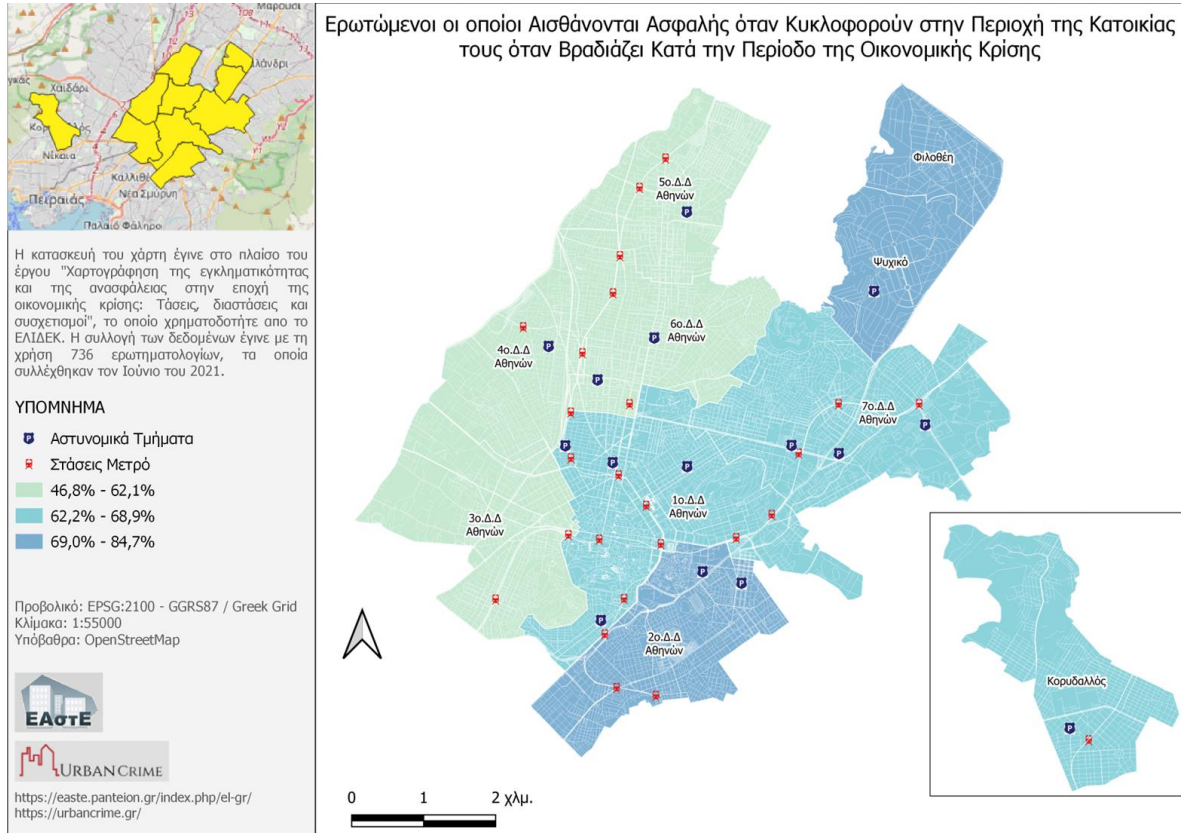 Ερωτώμενοι οι οποίοι Αισθάνονται Ασφαλής όταν Κυκλοφορούν στην Περιοχή της Κατοικίας
τους όταν Βραδιάζει Κατά την Περίοδο της Οικονομικής Κρίσης
Μαρούσι
Χαϊδάρι
Νίκαια
Καλλιθέ
Νέα Σμύρνη
Πειραιάς
Παλαιό Φάληρο
Η κατασκευή του χάρτη έγινε στο πλαίσο του
έργου "Χαρτογράφηση της εγκληματικότητας
και της ανασφάλειας στην εποχή της
οικονομικής κρίσης: Τάσεις, διαστάσεις και
συσχετισμοί", το οποίο χρηματοδοτήτε απο το
ΕΛΙΔΕΚ. Η συλλογή των δεδομένων έγινε με τη
χρήση 736 ερωτηματολογίων, τα οποία
συλλέχθηκαν τον Ιούνιο του 2021.
ΥΠΟΜΝΗΜΑ
Αστυνομικά Τμήματα
Στάσεις Μετρό
46,8% - 62,1%
62,2% - 68,9%
69,0% - 84,7%
Προβολικό: EPSG:2100 - GGRS87 / Greek Grid
Κλίμακα: 1:55000
Υπόβαθρα: OpenStreetMap
ΕΑστΕ
URBANCRIME
https://easte.panteion.gr/index.php/el-gr/
https://urbancrime.gr/
Φιλοθέη
5ο.Δ.Δ
Αθηνών
Ψυχικό
6ο.Δ.Δ
Αθηνών
4ο.Δ.Δ
Αθηνών
7ο.Δ.Δ
Αθηνών
1ο.Δ.Δ
Αθηνών
3ο.Δ.Δ
Αθηνών
2ο.Δ.Δ
Αθηνών
Κορυδαλλός
0 1 2 χλμ.